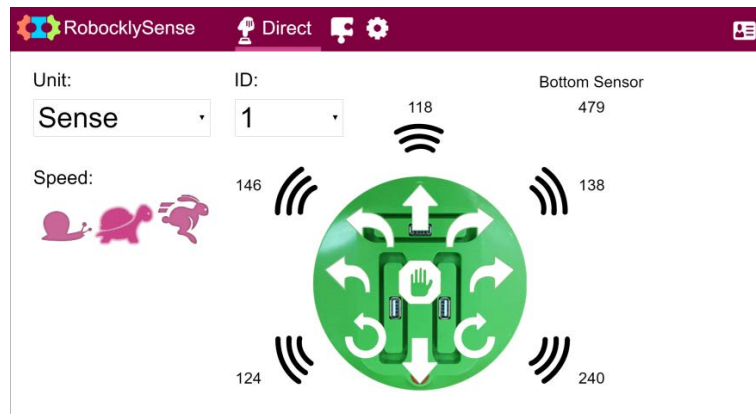 RobocklySense
Direct
Unit:
ID:
Bottom Sensor
Sense
1
118
479
Speed:
146
138
124
240